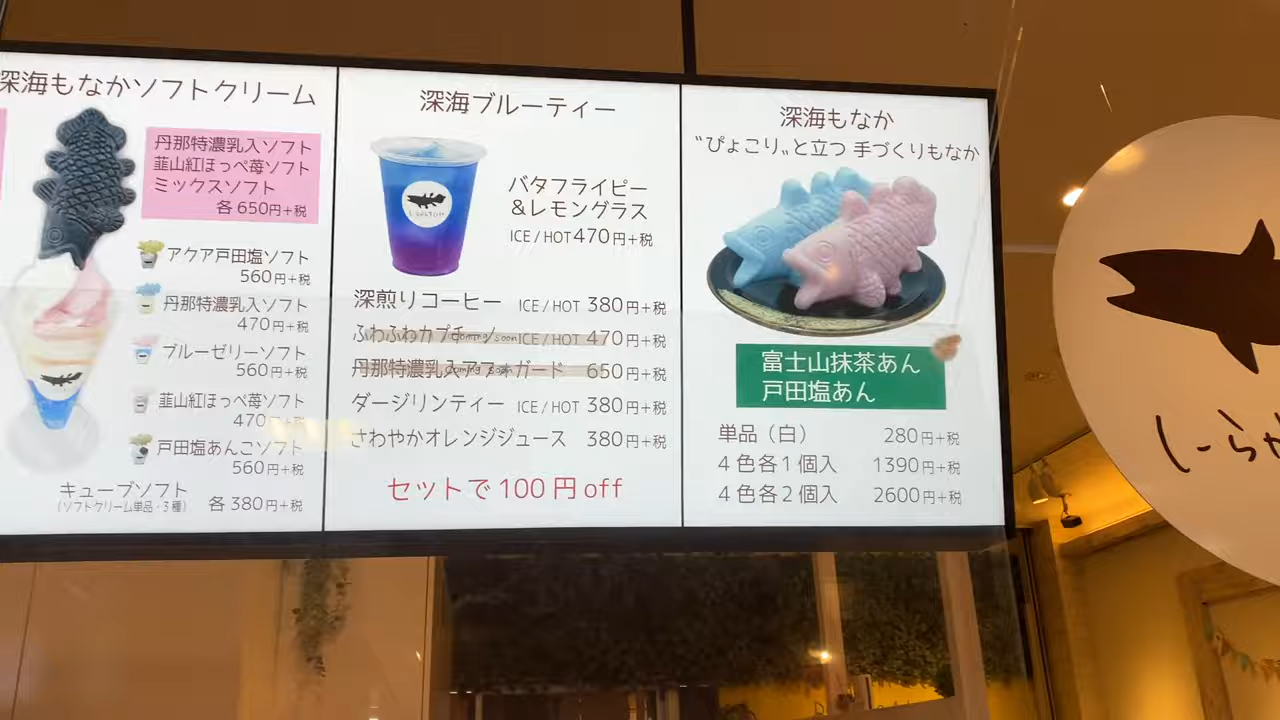 深海もなかソフトクリーム
丹那特濃乳入ソフト
韮山紅ほっぺ苺ソフト
ミックスソフト
各650円+税
アクア戸田塩ソフト
560円+税
丹那特濃乳入ソフト
470円+税
ブルーゼリーソフト
560円+税
韮山紅ほっぺ苺ソフト
470円+税
戸田塩あんこソフト
560円+税
キューブソフト
(ソフトクリーム単品・3種)
各380円+税
深海ブルーティー
バタフライピー
&レモングラス
ICE/HOT470円+税
深煎りコーヒー ICE/HOT 380円+税
ふわふわカプチーノ coming soon ICE/HOT 470円+税
丹那特濃乳入アフォガード coming soon 650円+税
ダージリンティー ICE/HOT 380円+税
さわやかオレンジジュース 380円+税
セットで100円off
深海もなか
"ぴょこり"と立つ 手づくりもなか
富士山抹茶あん
戸田塩あん
単品(白) 280円+税
4色各1個入 1390円+税
4色各2個入 2600円+税
しーら